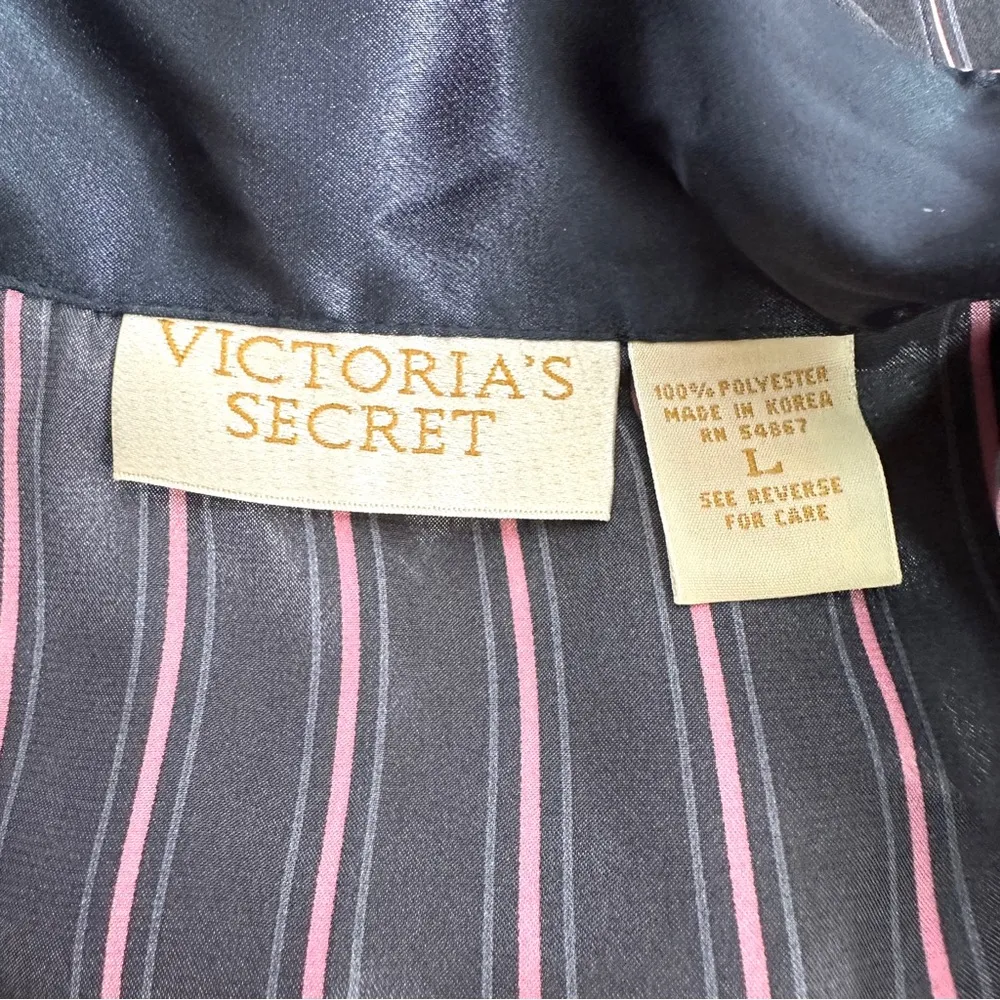 VICTORIA'S
SECRET
100% POLYESTER
MADE IN KOREA
RN 54867
L
SEE REVERSE
FOR CARE